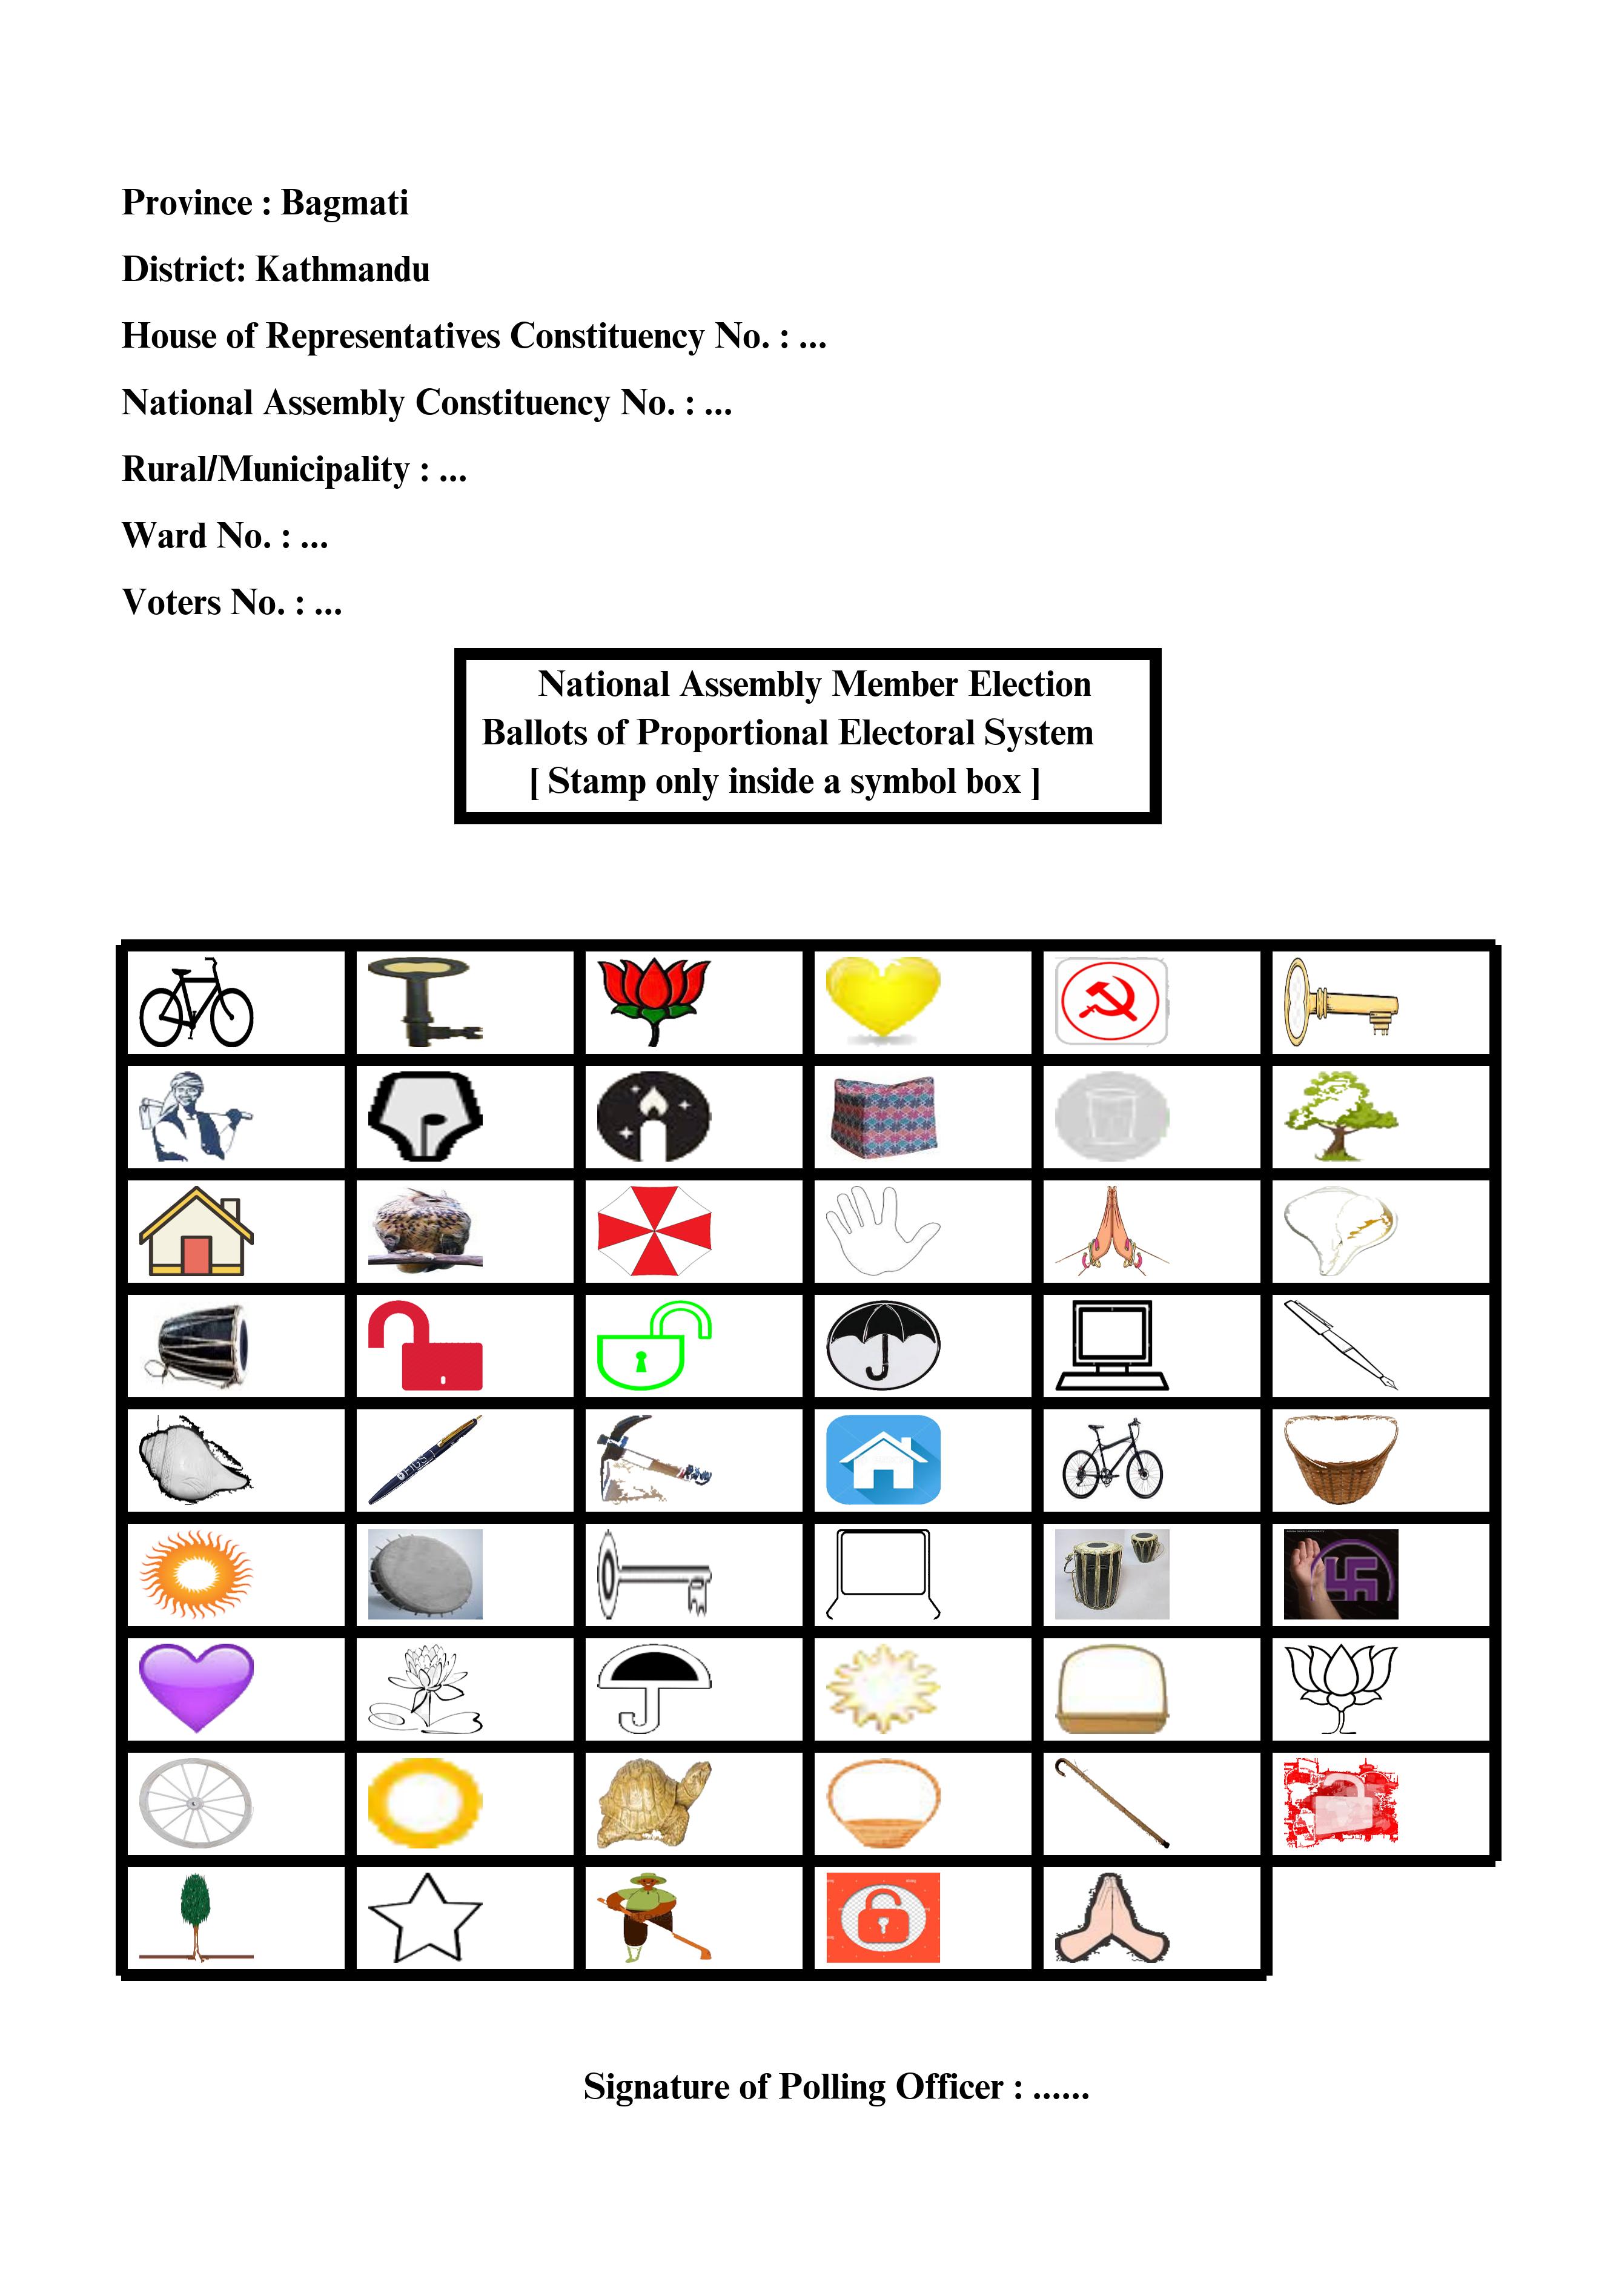 Province : Bagmati
District: Kathmandu
House of Representatives Constituency No. : ...
National Assembly Constituency No. : ...
Rural/Municipality : ...
Ward No. : ...
Voters No. : ...
National Assembly Member Election
Ballots of Proportional Electoral System
[ Stamp only inside a symbol box ]
Signature of Polling Officer : ......